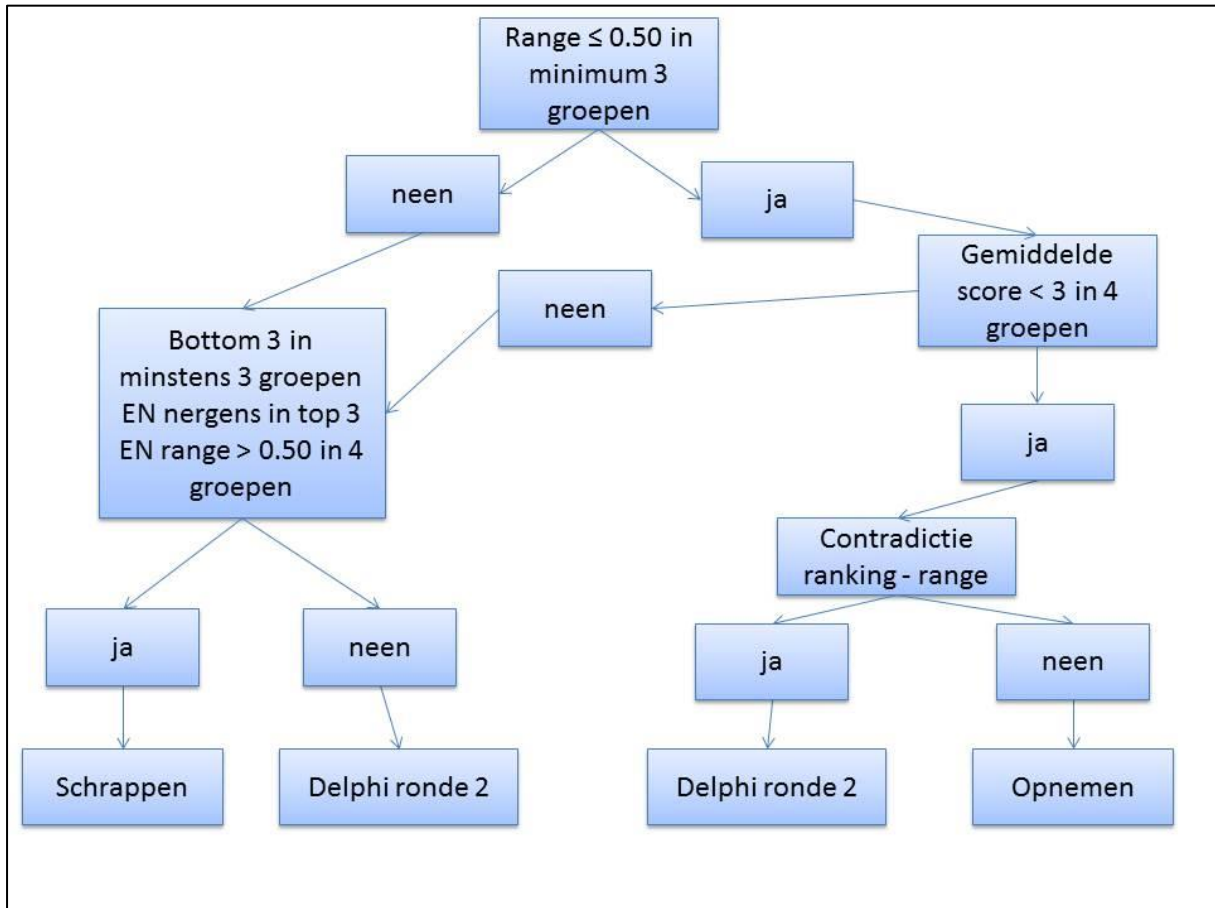 Range ≤ 0.50 in
minimum 3
groepen
neen
ja
Gemiddelde
score < 3 in 4
groepen
neen
Bottom 3 in
minstens 3 groepen
EN nergens in top 3
EN range > 0.50 in 4
groepen
ja
Contradictie
ranking - range
ja
neen
ja
neen
Schrappen
Delphi ronde 2
Delphi ronde 2
Opnemen